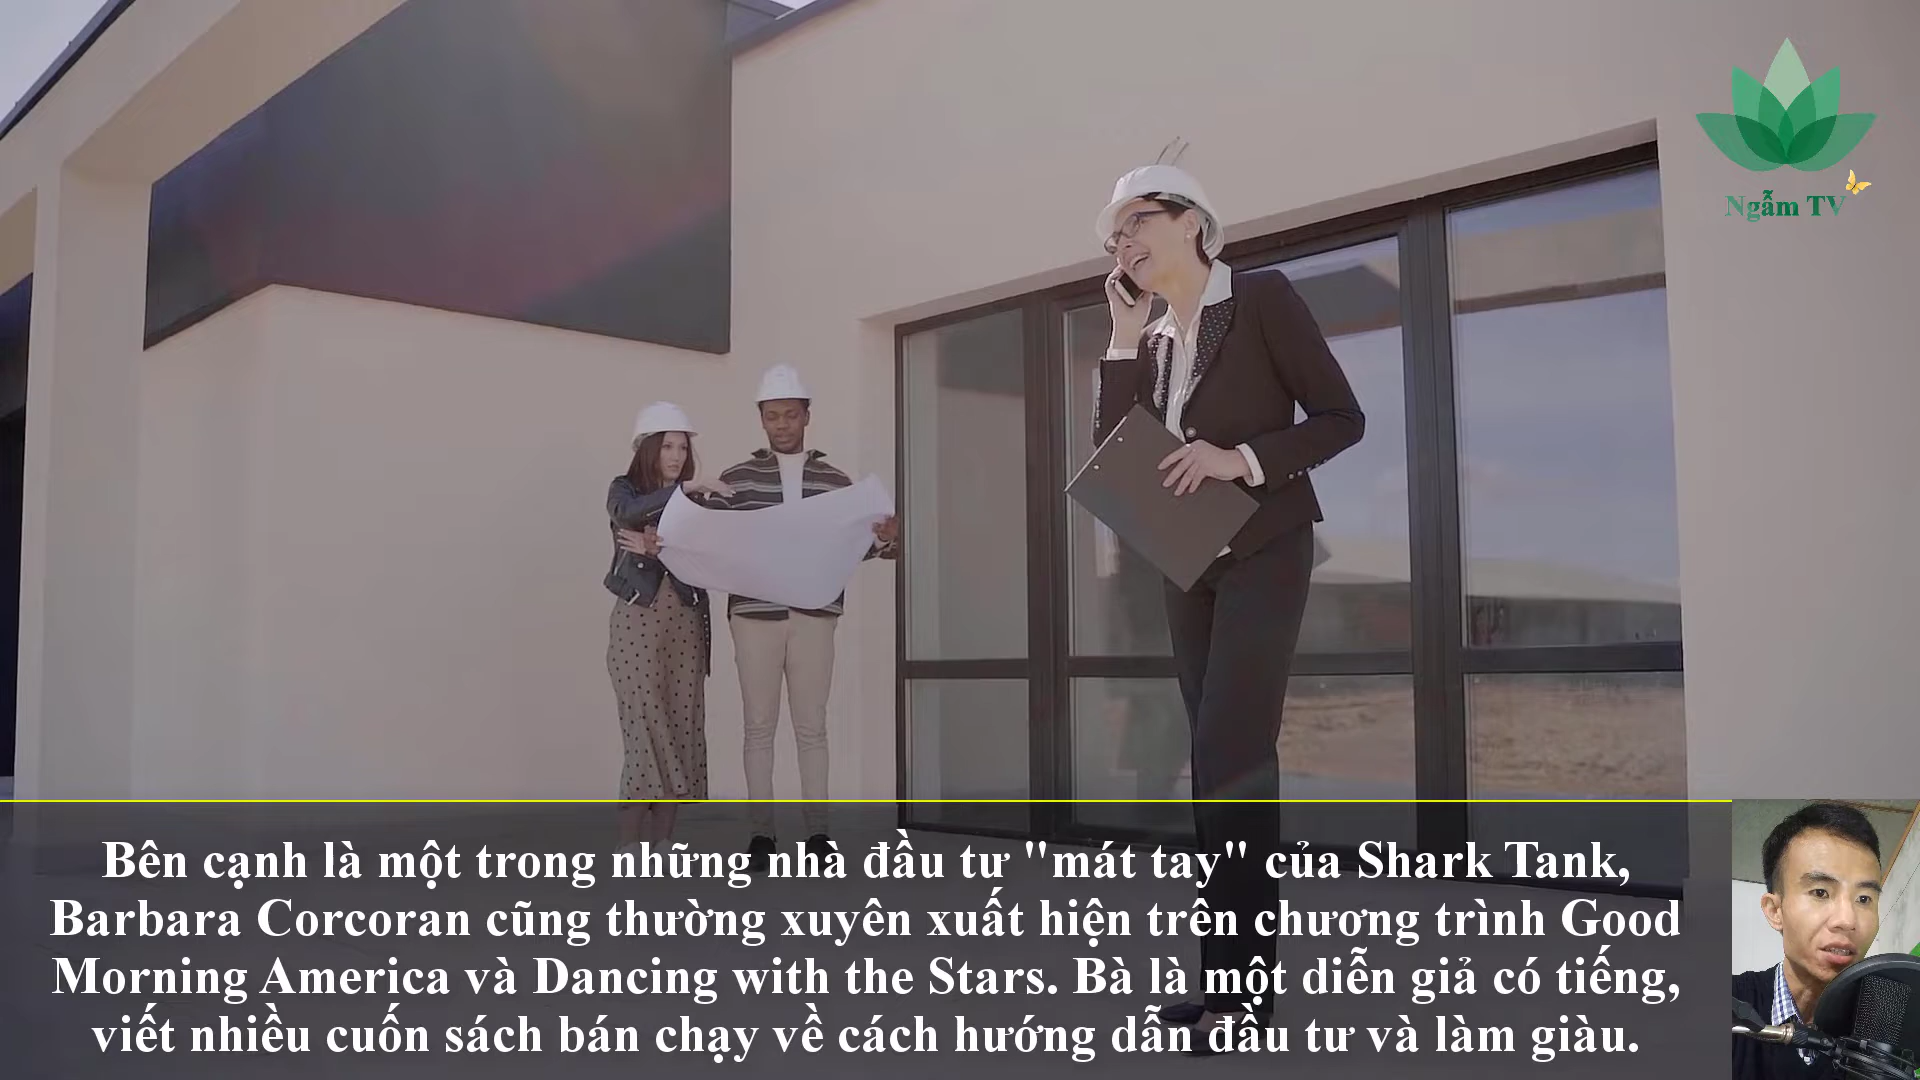 Ngẫm TV
Bên cạnh là một trong những nhà đầu tư "mát tay" của Shark Tank,
Barbara Corcoran cũng thường xuyên xuất hiện trên chương trình Good
Morning America và Dancing with the Stars. Bà là một diễn giả có tiếng,
viết nhiều cuốn sách bán chạy về cách hướng dẫn đầu tư và làm giàu.